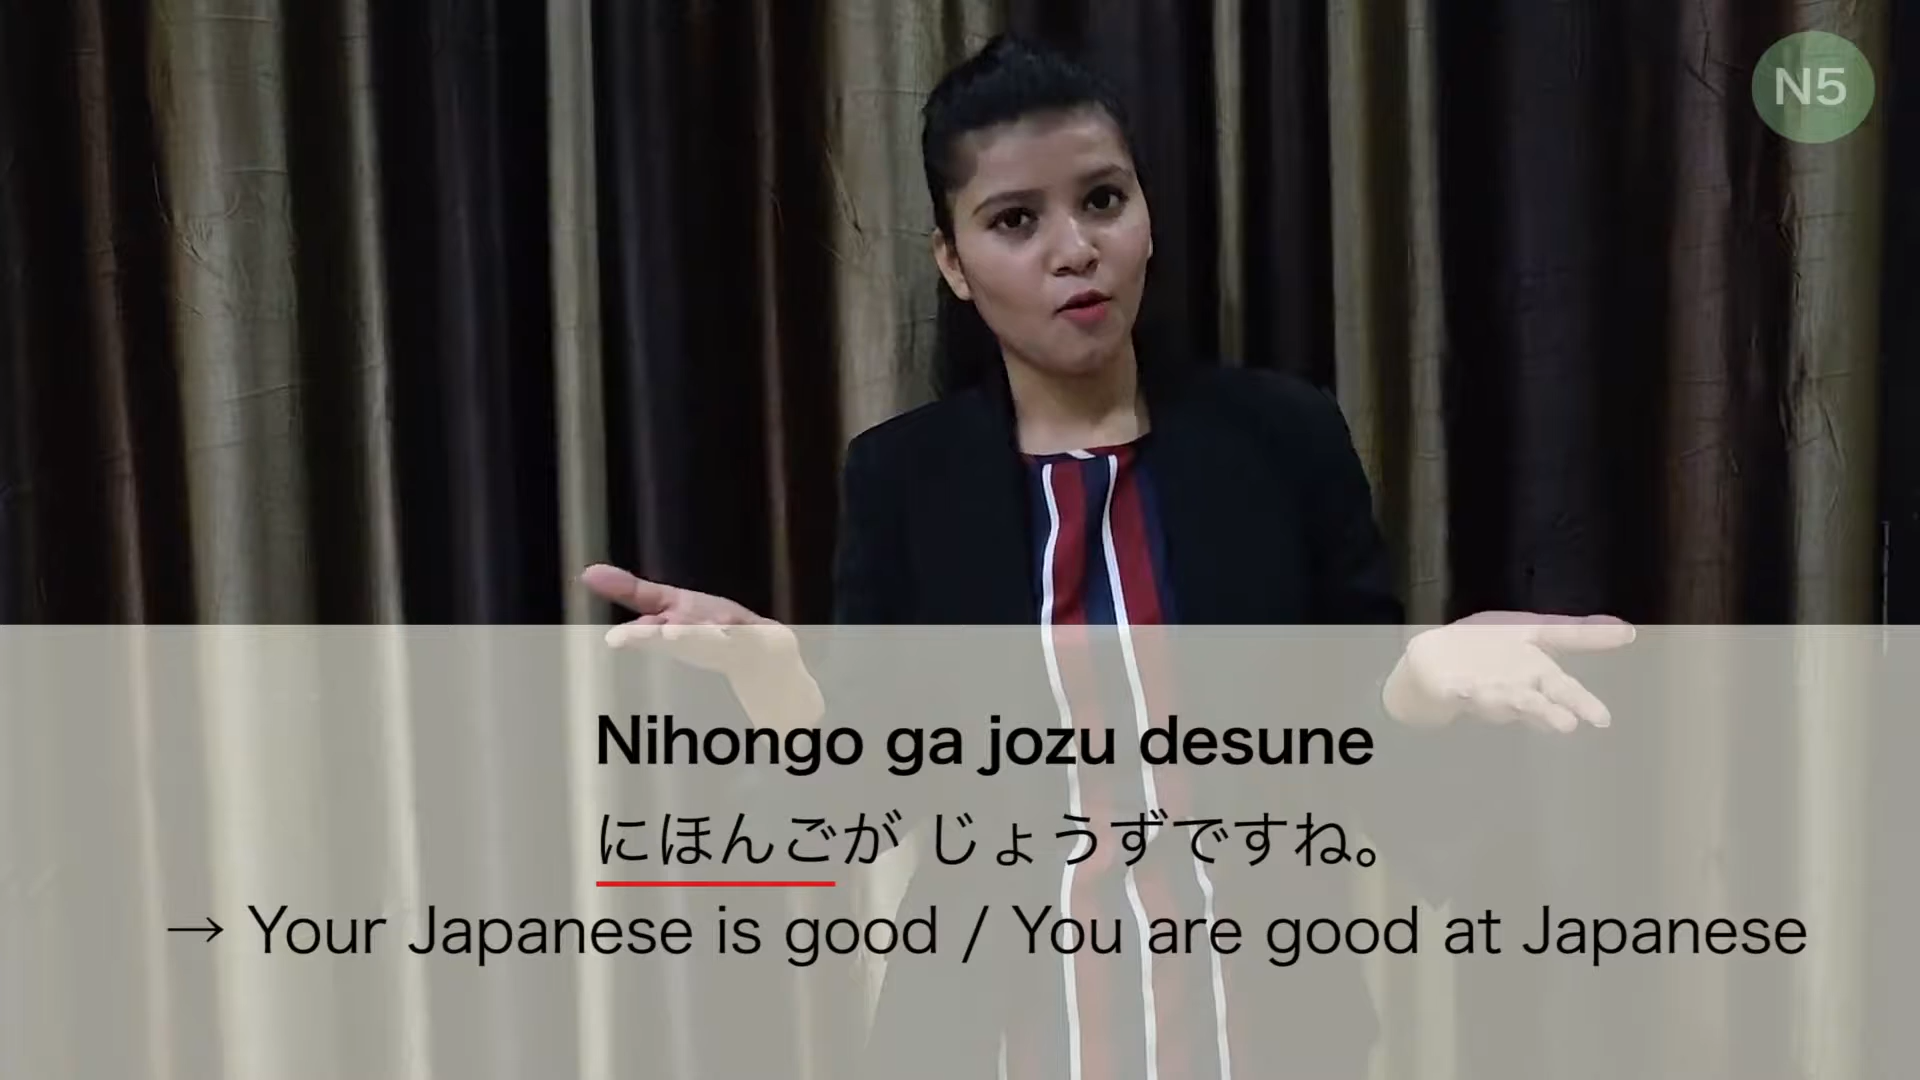 N5
Nihongo ga jozu desune
にほんごが じょうずですね。
→ Your Japanese is good / You are good at Japanese